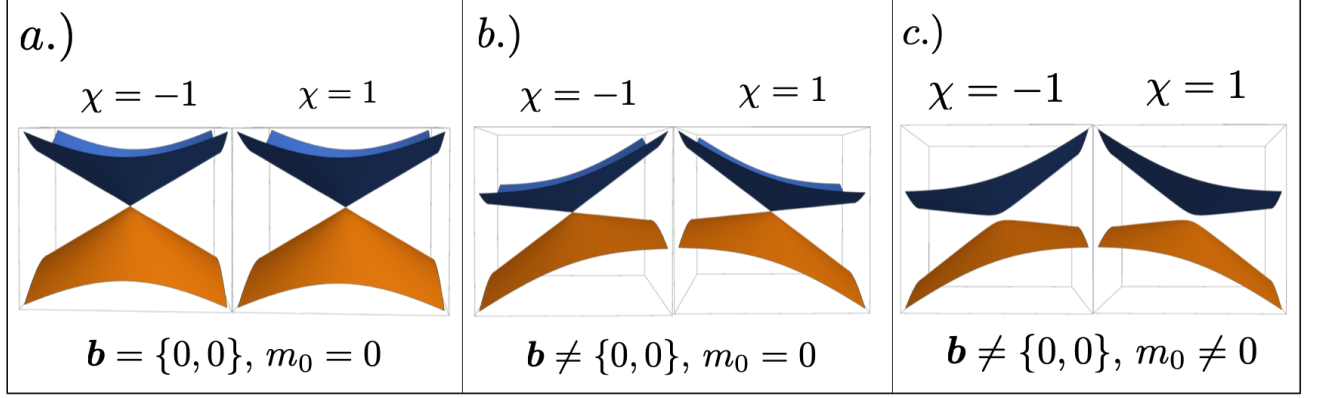 a.)
χ = −1
χ = 1
b = {0,0}, m₀ = 0
b.)
χ = −1
χ = 1
b ≠ {0,0}, m₀ = 0
c.)
χ = −1
χ = 1
b ≠ {0,0}, m₀ ≠ 0